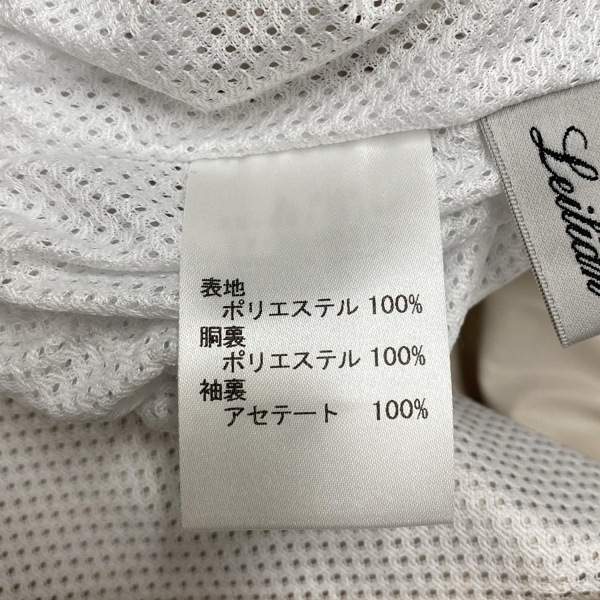 表地
ポリエステル 100%
胴裏
ポリエステル 100%
袖裏
アセテート 100%
Leilian